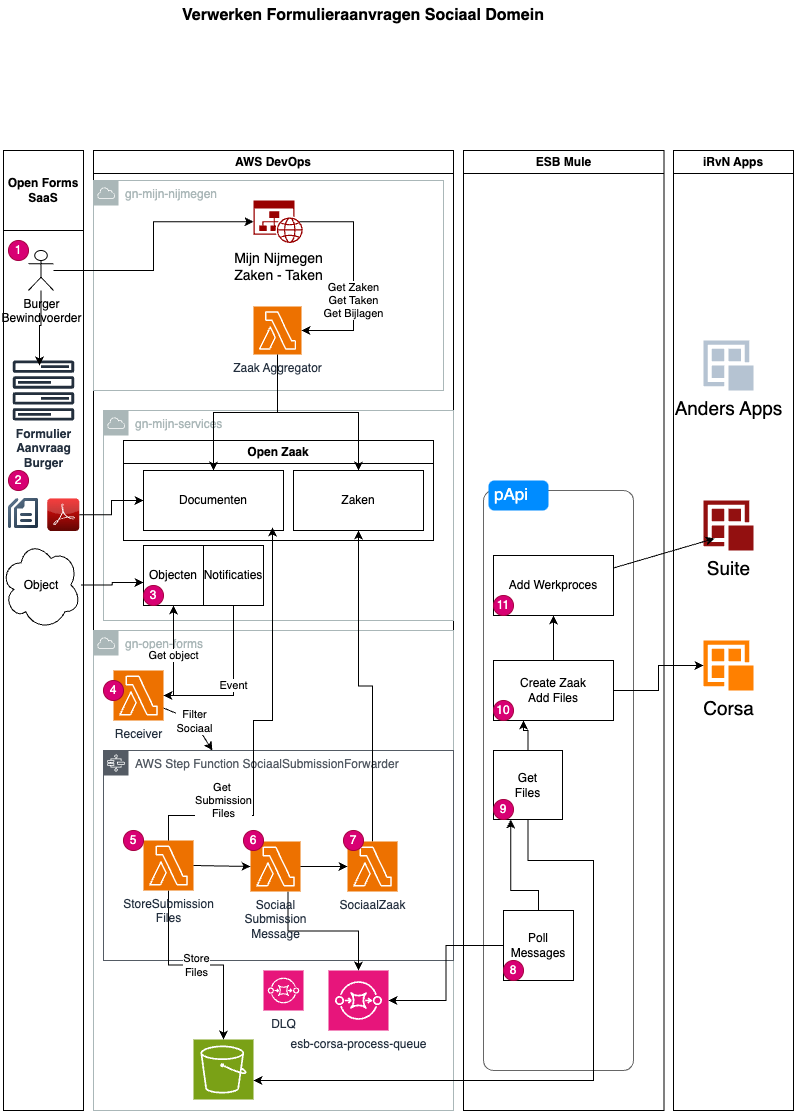 Verwerken Formulieraanvragen Sociaal Domein
Open Forms
SaaS
AWS DevOps
ESB Mule
iRvN Apps
gn-mijn-nijmegen
1
Burger
Bewindvoerder
Mijn Nijmegen
Zaken - Taken
Get Zaken
Get Taken
Get Bijlagen
Zaak Aggregator
Formulier
Aanvraag
Burger
2
gn-mijn-services
Open Zaak
Documenten
Zaken
Object
Objecten
Notificaties
3
gn-open-forms
Get object
Event
4
Receiver
Filter
Sociaal
AWS Step Function SociaalSubmissionForwarder
Get
Submission
Files
5
StoreSubmission
Files
6
Sociaal
Submission
Message
7
SociaalZaak
Store
Files
DLQ
esb-corsa-process-queue
pApi
Add Werkproces
11
Create Zaak
Add Files
10
Get
Files
9
Poll
Messages
8
Anders Apps
Suite
Corsa